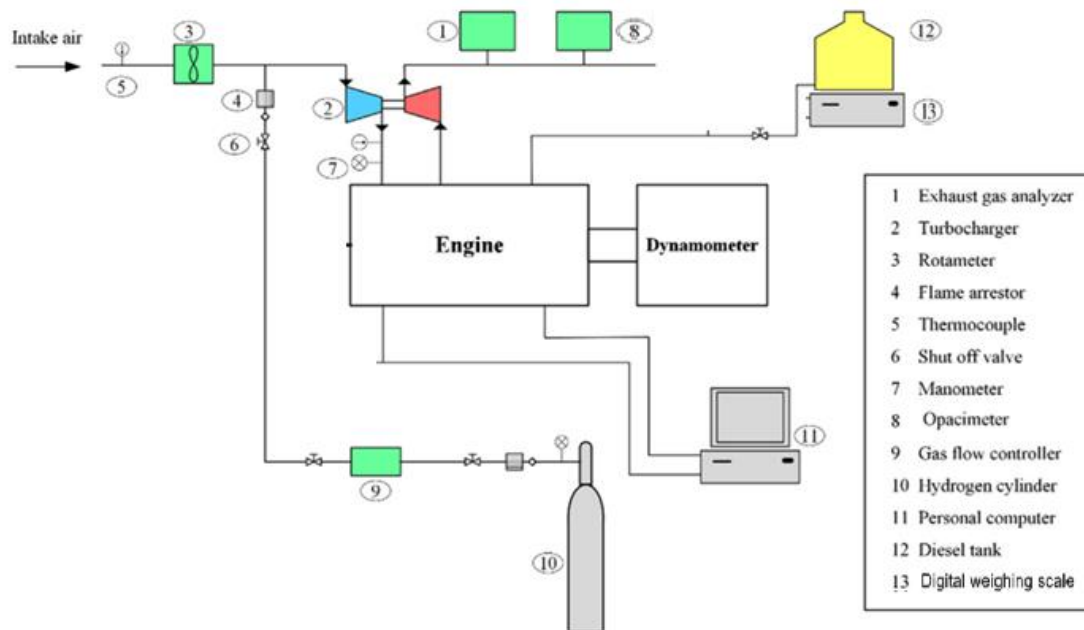 Intake air
3
1
8
12
5
4
2
13
6
7
Engine
Dynamometer
11
9
10
1 Exhaust gas analyzer
2 Turbocharger
3 Rotameter
4 Flame arrestor
5 Thermocouple
6 Shut off valve
7 Manometer
8 Opacimeter
9 Gas flow controller
10 Hydrogen cylinder
11 Personal computer
12 Diesel tank
13 Digital weighing scale